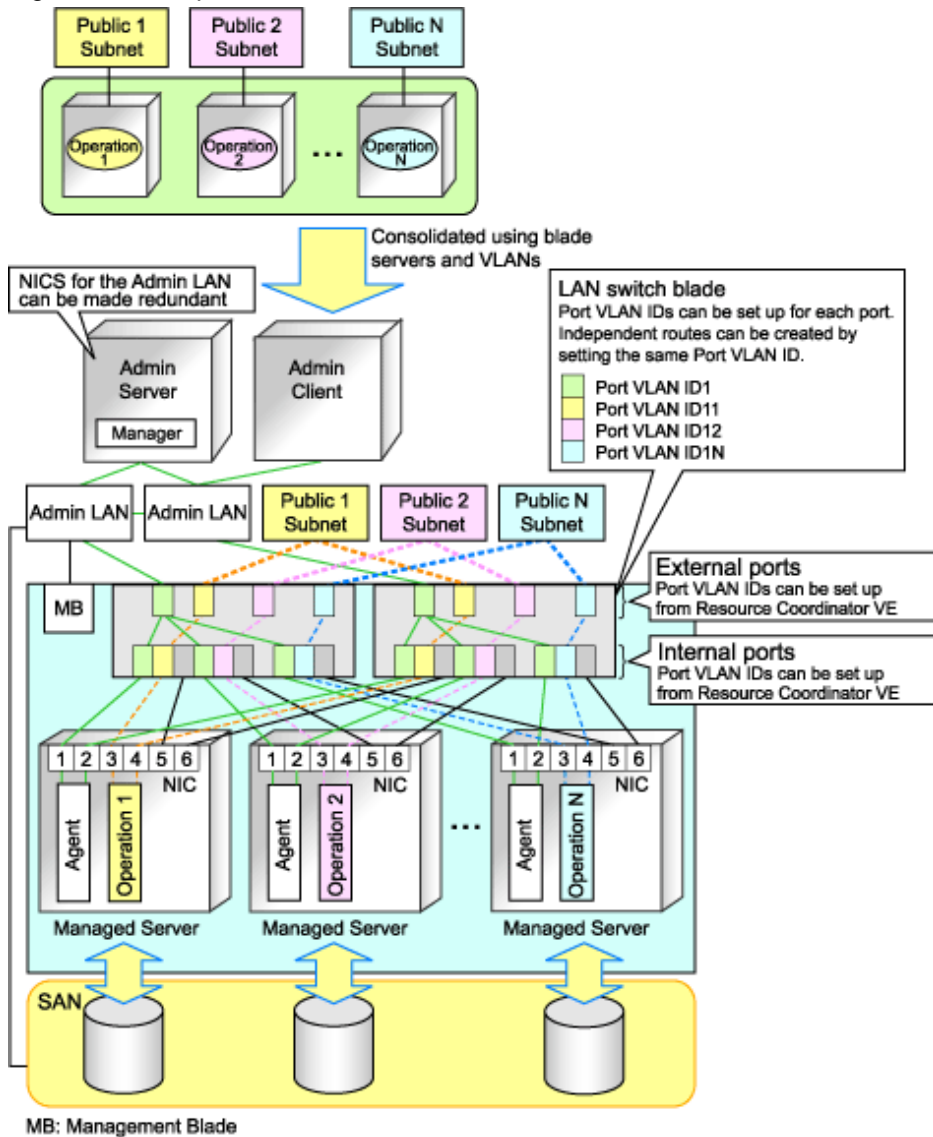 Public 1
Subnet
Public 2
Subnet
Public N
Subnet
Operation
1
Operation
2
...
Operation
N
Consolidated using blade
servers and VLANs
NICS for the Admin LAN
can be made redundant
LAN switch blade
Port VLAN IDs can be set up for each port.
Independent routes can be created by
setting the same Port VLAN ID.
Port VLAN ID1
Port VLAN ID11
Port VLAN ID12
Port VLAN ID1N
Admin
Server
Manager
Admin
Client
Admin LAN
Admin LAN
Public 1
Subnet
Public 2
Subnet
Public N
Subnet
MB
External ports
Port VLAN IDs can be set up
from Resource Coordinator VE
Internal ports
Port VLAN IDs can be set up
from Resource Coordinator VE
1 2 3 4 5 6
NIC
Agent
Operation 1
1 2 3 4 5 6
NIC
Agent
Operation 2
...
1 2 3 4 5 6
NIC
Agent
Operation N
Managed Server
Managed Server
Managed Server
SAN
MB: Management Blade